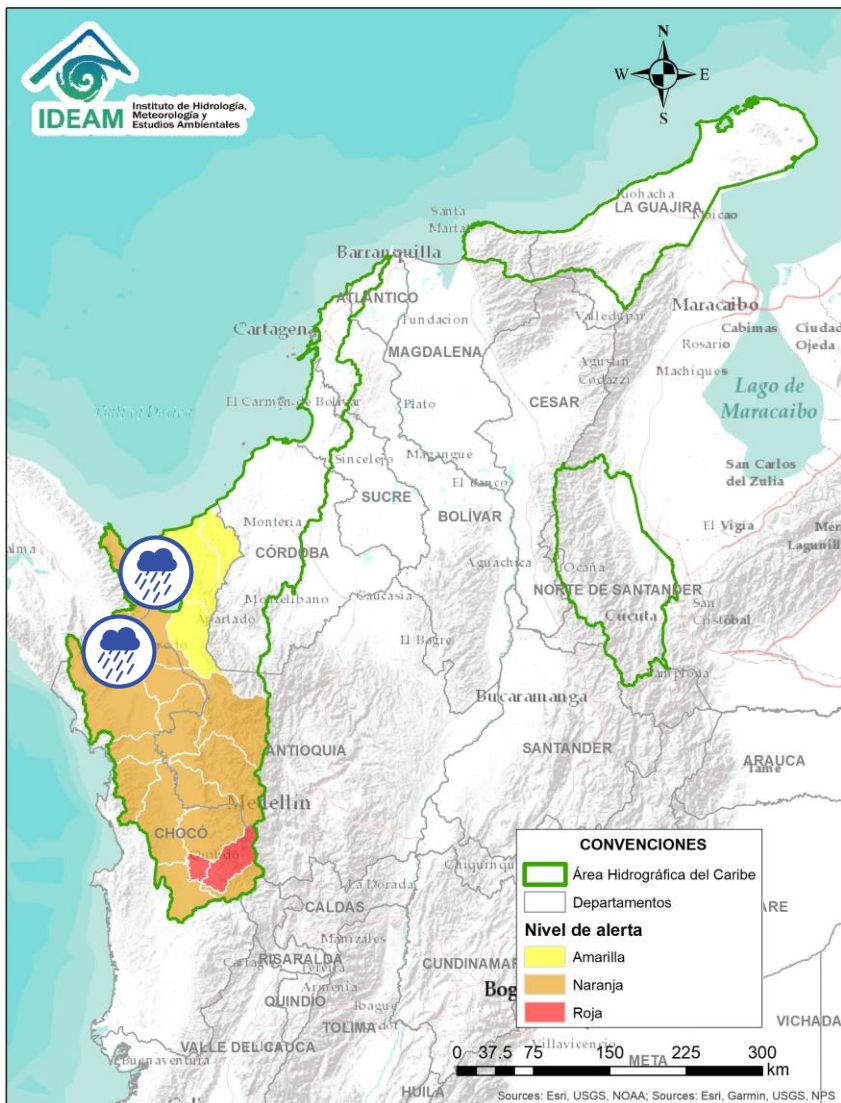 IDEAM
Instituto de Hidrología,
Meteorología y
Estudios Ambientales
N
W
E
S
Riohacha
LA GUAJIRA
Maicao
Santa
Marta
Barranquilla
ATLÁNTICO
Maracaibo
Cabimas
Ciudad
Ojeda
Fundación
Valledupar
Cartagena
Rosario
MAGDALENA
Machiques
Agustín
Codazzi
Lago de
Maracaibo
CESAR
El Carmen de Bolívar
Plato
Sincelejo
Magangue
San Carlos
del Zulia
El Banco
SUCRE
BOLÍVAR
Montería
El Vigía
CÓRDOBA
Aguachica
Ocaña
NORTE DE SANTANDER
Montelíbano
Caucasia
San
Cristóbal
Cucuta
Apartado
El Bagre
Pamplona
Bucaramanga
ANTIOQUIA
SANTANDER
ARAUCA
Tame
Medellín
CHOCÓ
Quibdó
La Dorada
CALDAS
Manizales
RISARALDA
Pereira
Armenia
QUINDÍO
Ibague
TOLIMA
VALLE DEL CAUCA
Buenaventura
HUILA
Villavicencio
META
VICHADA
CONVENCIONES
Área Hidrográfica del Caribe
Departamentos
Nivel de alerta
Amarilla
Naranja
Roja
0 37.5 75 150 225 300
km
Sources: Esri, USGS, NOAA; Sources: Esri, Garmin, USGS, NPS